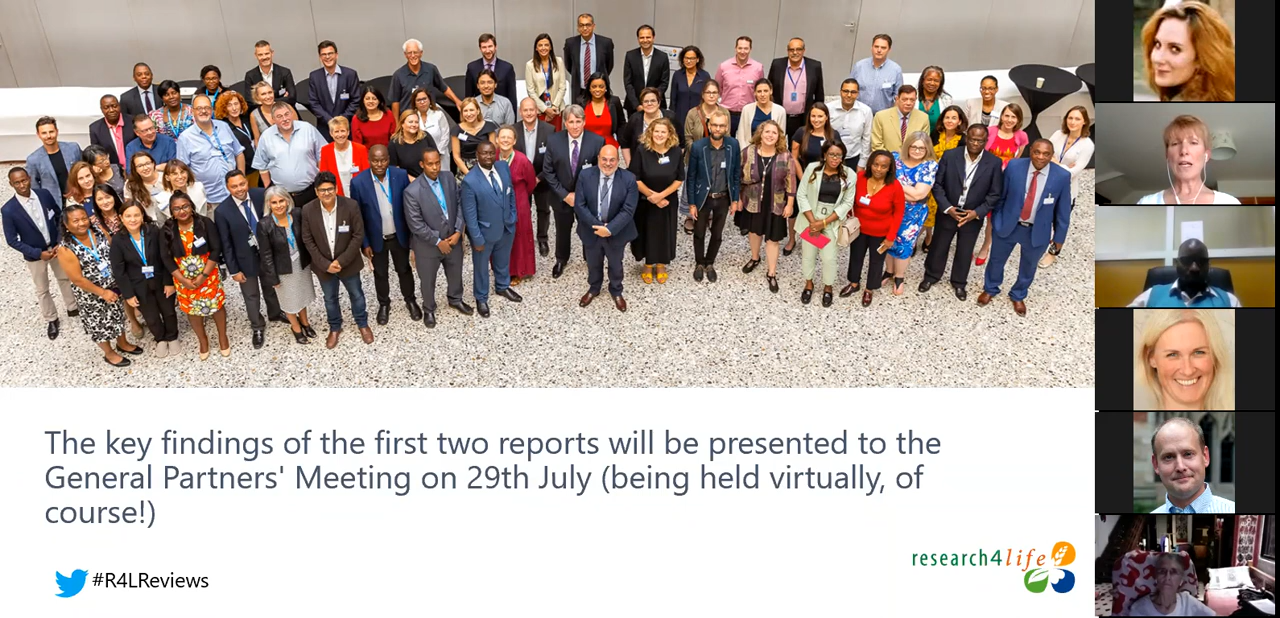 The key findings of the first two reports will be presented to the
General Partners' Meeting on 29th July (being held virtually, of
course!)
#R4LReviews
research4life